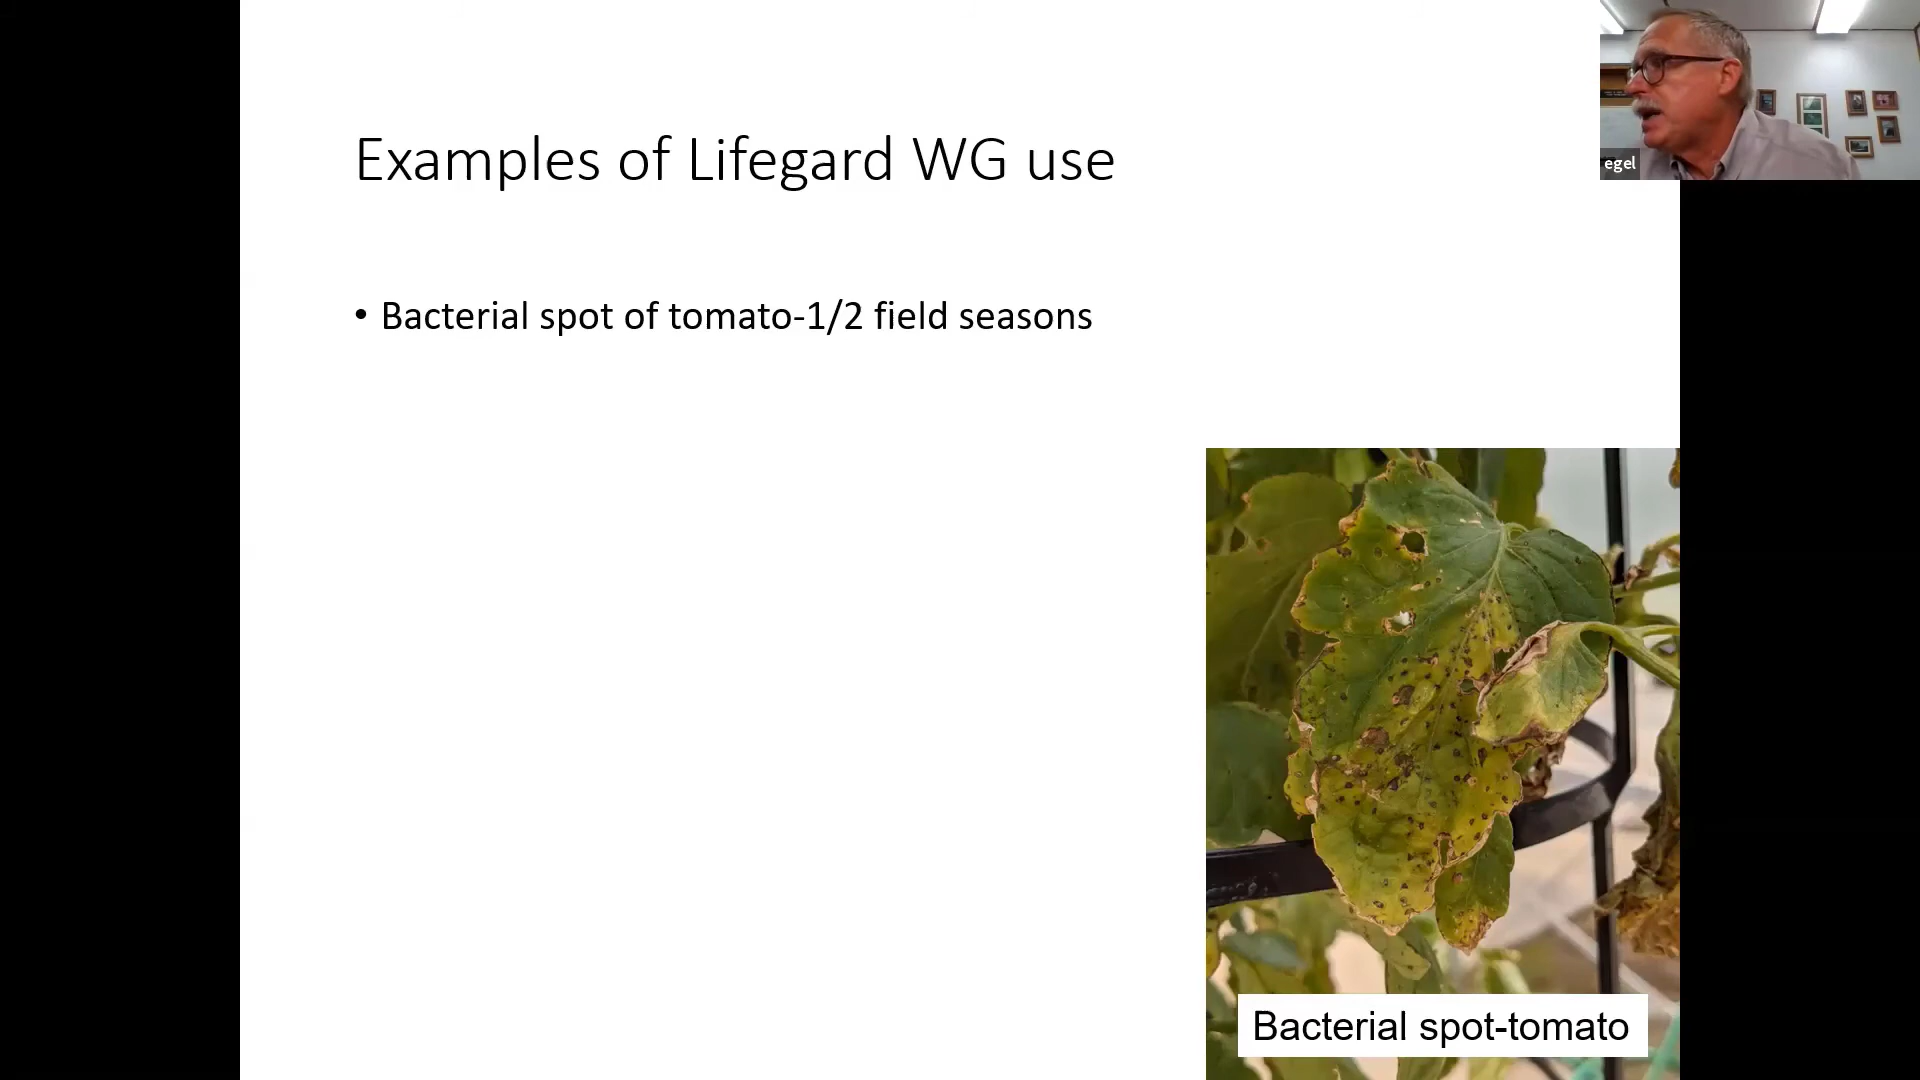 Examples of Lifegard WG use
egel
• Bacterial spot of tomato-1/2 field seasons
Bacterial spot-tomato